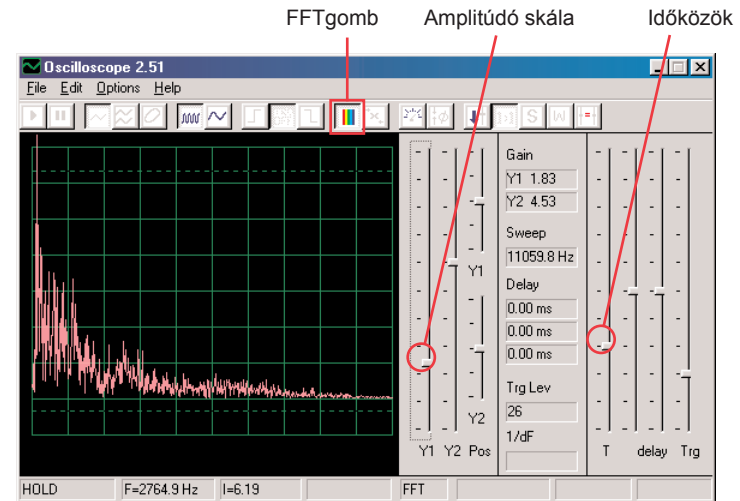 FFTgomb Amplitúdó skála Időközök
Oscilloscope 2.51
File Edit Options Help
Gain
Y1 1.83
Y2 4.53
Sweep
11059.8 Hz
Delay
0.00 ms
0.00 ms
0.00 ms
Trg Lev
26
1/dF
Y1
Y2
Y1 Y2 Pos
T delay Trg
HOLD F=2764.9 Hz I=6.19 FFT